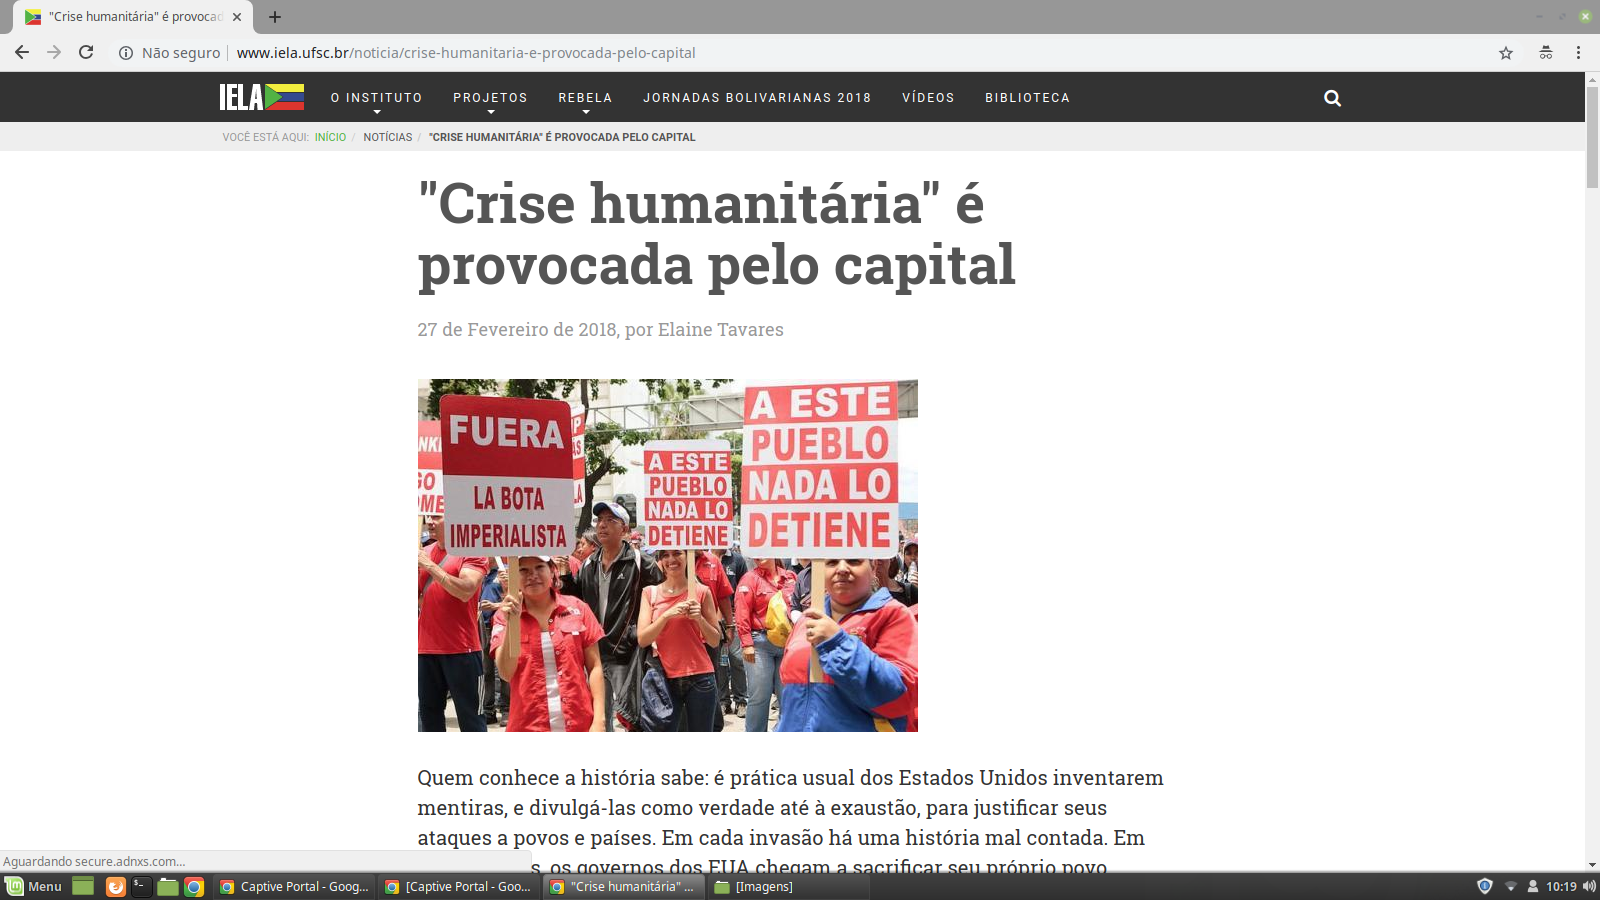 "Crise humanitária" é provocad
Não seguro
www.iela.ufsc.br/noticia/crise-humanitaria-e-provocada-pelo-capital
IELA
O INSTITUTO
PROJETOS
REBELA
JORNADAS BOLIVARIANAS 2018
VÍDEOS
BIBLIOTECA
VOCÊ ESTÁ AQUI: INÍCIO / NOTÍCIAS / "CRISE HUMANITÁRIA" É PROVOCADA PELO CAPITAL
"Crise humanitária" é
provocada pelo capital
27 de Fevereiro de 2018, por Elaine Tavares
FUERA
LA BOTA
IMPERIALISTA
A ESTE
PUEBLO
NADA LO
DETIENE
A ESTE
PUEBLO
NADA LO
DETIENE
Quem conhece a história sabe: é prática usual dos Estados Unidos inventarem
mentiras, e divulgá-las como verdade até à exaustão, para justificar seus
ataques a povos e países. Em cada invasão há uma história mal contada. Em
s, os governos dos EUA chegam a sacrificar seu próprio povo
Aguardando secure.adnxs.com...
Menu
Captive Portal - Goog...
[Captive Portal - Goo...
"Crise humanitária" ...
[Imagens]
10:19